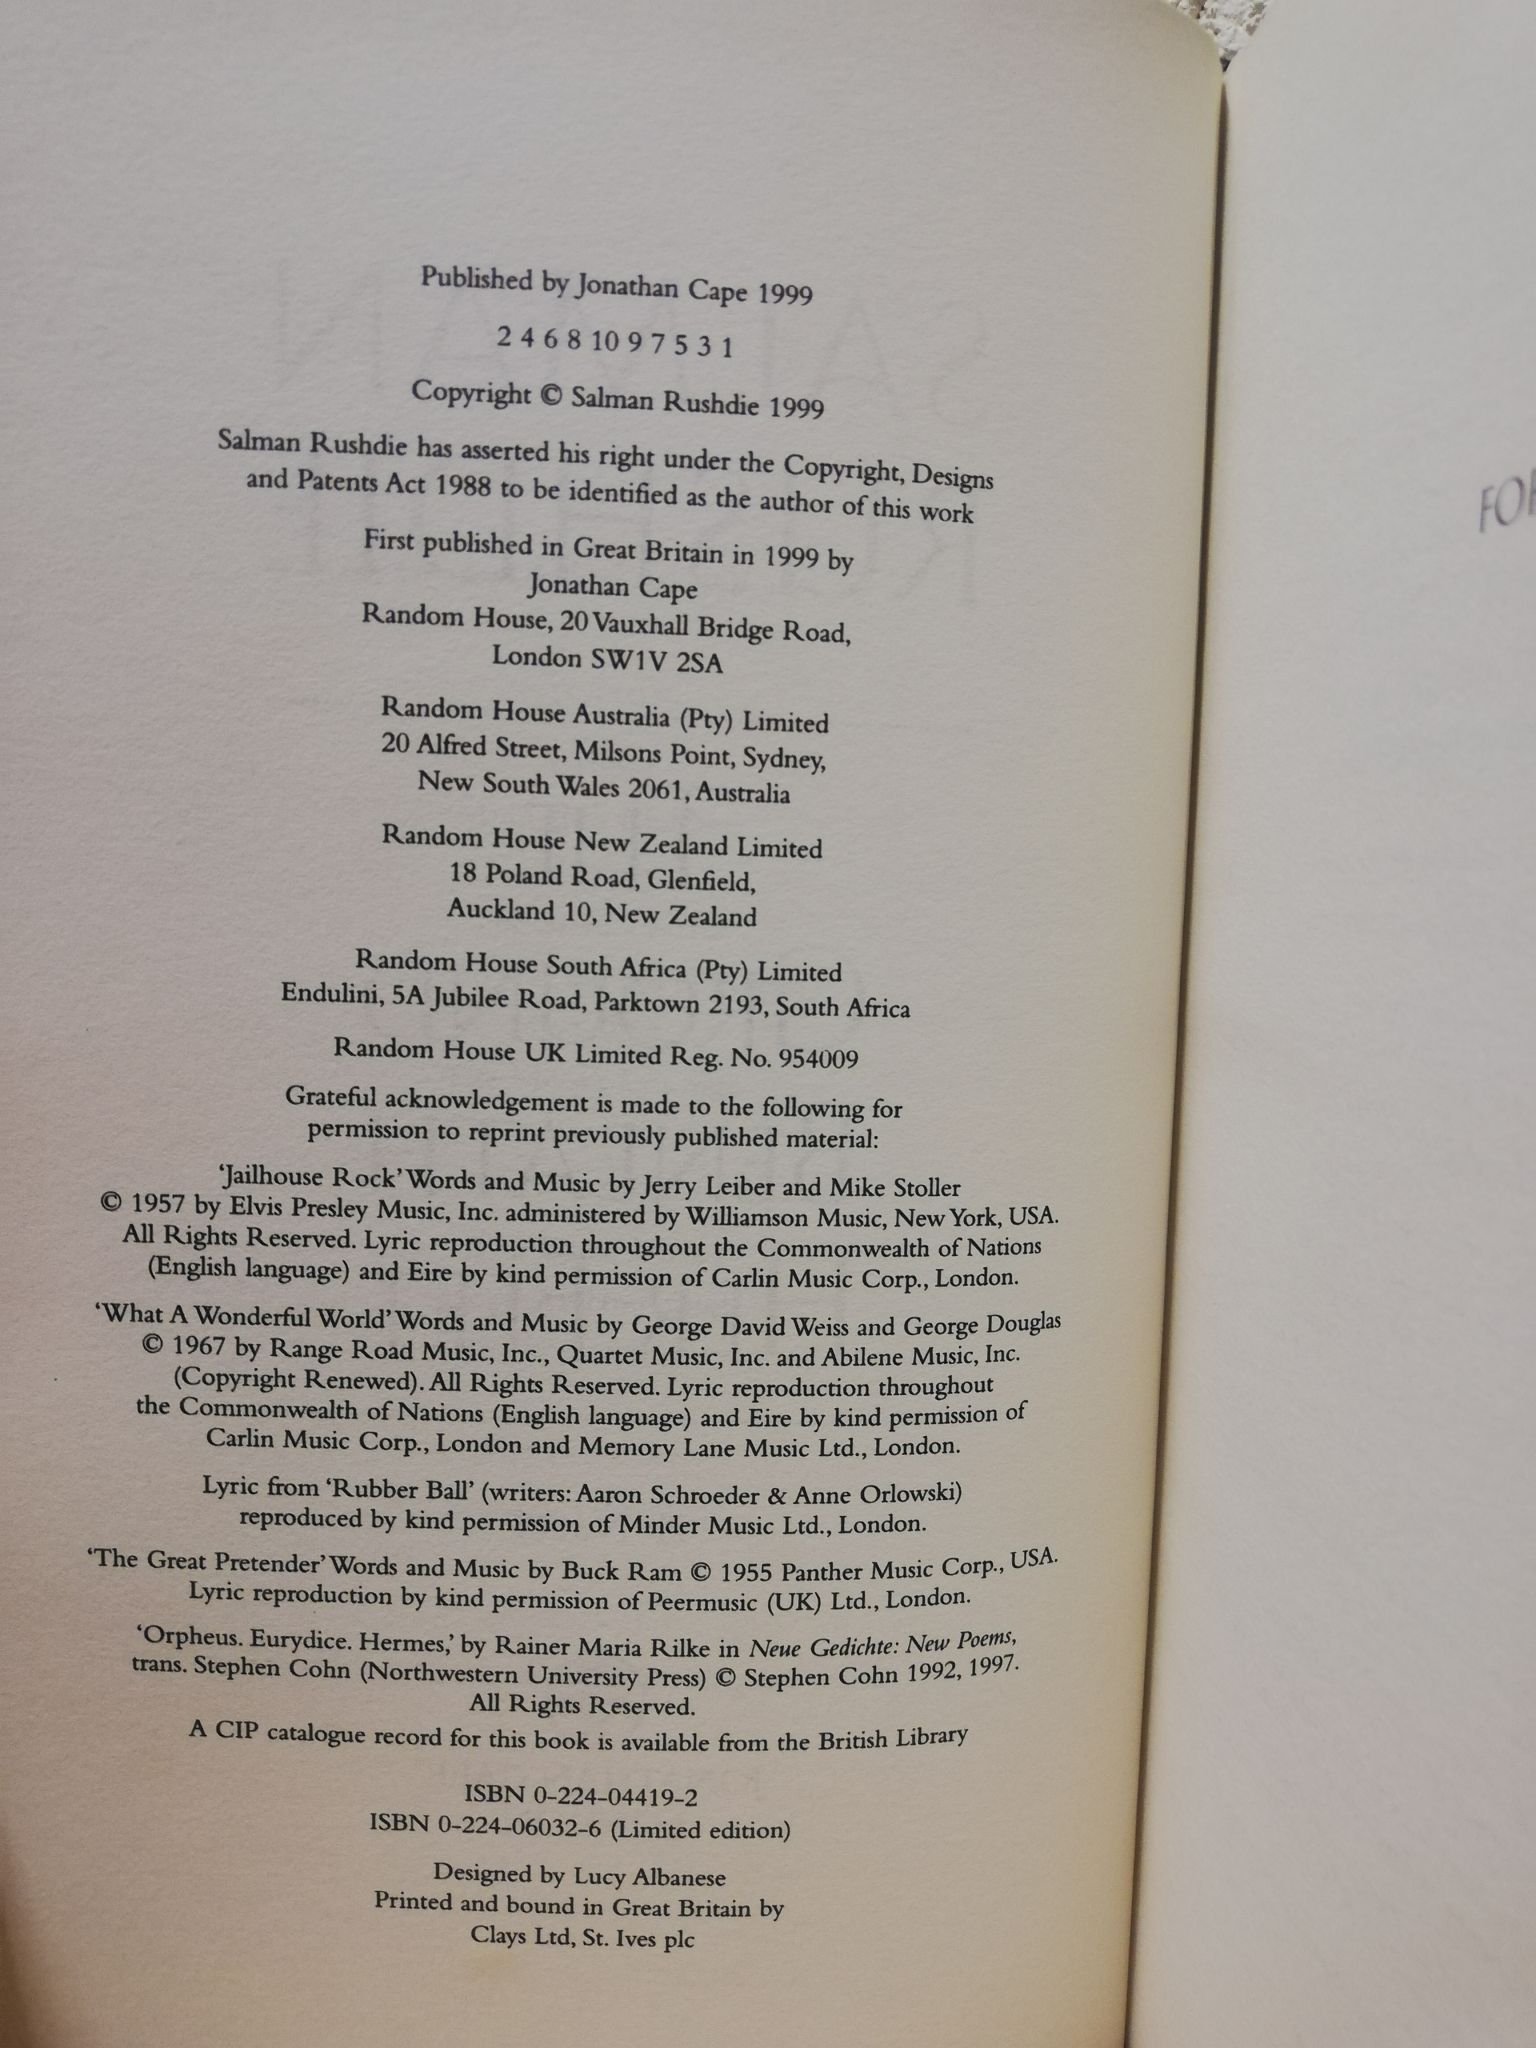 Published by Jonathan Cape 1999
2 4 6 8 10 9 7 5 3 1
Copyright © Salman Rushdie 1999
Salman Rushdie has asserted his right under the Copyright, Designs
and Patents Act 1988 to be identified as the author of this work
First published in Great Britain in 1999 by
Jonathan Cape
Random House, 20 Vauxhall Bridge Road,
London SW1V 2SA
Random House Australia (Pty) Limited
20 Alfred Street, Milsons Point, Sydney,
New South Wales 2061, Australia
Random House New Zealand Limited
18 Poland Road, Glenfield,
Auckland 10, New Zealand
Random House South Africa (Pty) Limited
Endulini, 5A Jubilee Road, Parktown 2193, South Africa
Random House UK Limited Reg. No. 954009
Grateful acknowledgement is made to the following for
permission to reprint previously published material:
‘Jailhouse Rock’ Words and Music by Jerry Leiber and Mike Stoller
© 1957 by Elvis Presley Music, Inc. administered by Williamson Music, New York, USA.
All Rights Reserved. Lyric reproduction throughout the Commonwealth of Nations
(English language) and Eire by kind permission of Carlin Music Corp., London.
‘What A Wonderful World’ Words and Music by George David Weiss and George Douglas
© 1967 by Range Road Music, Inc., Quartet Music, Inc. and Abilene Music, Inc.
(Copyright Renewed). All Rights Reserved. Lyric reproduction throughout
the Commonwealth of Nations (English language) and Eire by kind permission of
Carlin Music Corp., London and Memory Lane Music Ltd., London.
Lyric from ‘Rubber Ball’ (writers: Aaron Schroeder & Anne Orlowski)
reproduced by kind permission of Minder Music Ltd., London.
‘The Great Pretender’ Words and Music by Buck Ram © 1955 Panther Music Corp., USA.
Lyric reproduction by kind permission of Peermusic (UK) Ltd., London.
‘Orpheus. Eurydice. Hermes,’ by Rainer Maria Rilke in Neue Gedichte: New Poems,
trans. Stephen Cohn (Northwestern University Press) © Stephen Cohn 1992, 1997.
All Rights Reserved.
A CIP catalogue record for this book is available from the British Library
ISBN 0-224-04419-2
ISBN 0-224-06032-6 (Limited edition)
Designed by Lucy Albanese
Printed and bound in Great Britain by
Clays Ltd, St. Ives plc